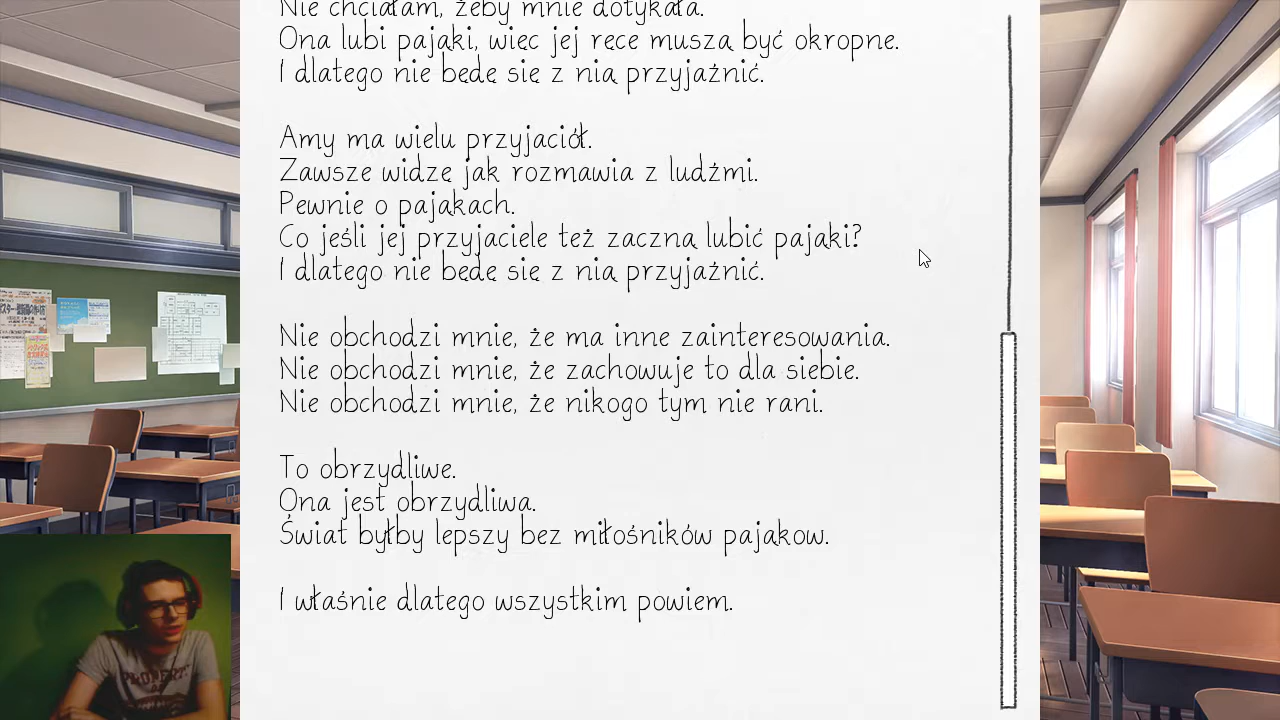 Nie chciałam, żeby mnie dotykała.
Ona lubi pająki, więc jej ręce muszą być okropne.
I dlatego nie będę się z nią przyjaźnić.
Amy ma wielu przyjaciół.
Zawsze widzę jak rozmawia z ludźmi.
Pewnie o pająkach.
Co jeśli jej przyjaciele też zaczną lubić pająki?
I dlatego nie będę się z nią przyjaźnić.
Nie obchodzi mnie, że ma inne zainteresowania.
Nie obchodzi mnie, że zachowuje to dla siebie.
Nie obchodzi mnie, że nikogo tym nie rani.
To obrzydliwe.
Ona jest obrzydliwa.
Świat byłby lepszy bez miłośników pająkow.
I właśnie dlatego wszystkim powiem.